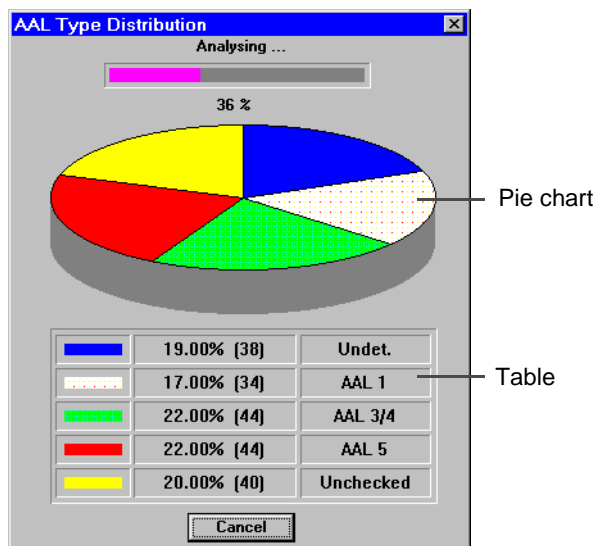 AAL Type Distribution
Analysing ...
36 %
Pie chart
19.00% (38) Undet.
17.00% (34) AAL 1
Table
22.00% (44) AAL 3/4
22.00% (44) AAL 5
20.00% (40) Unchecked
Cancel